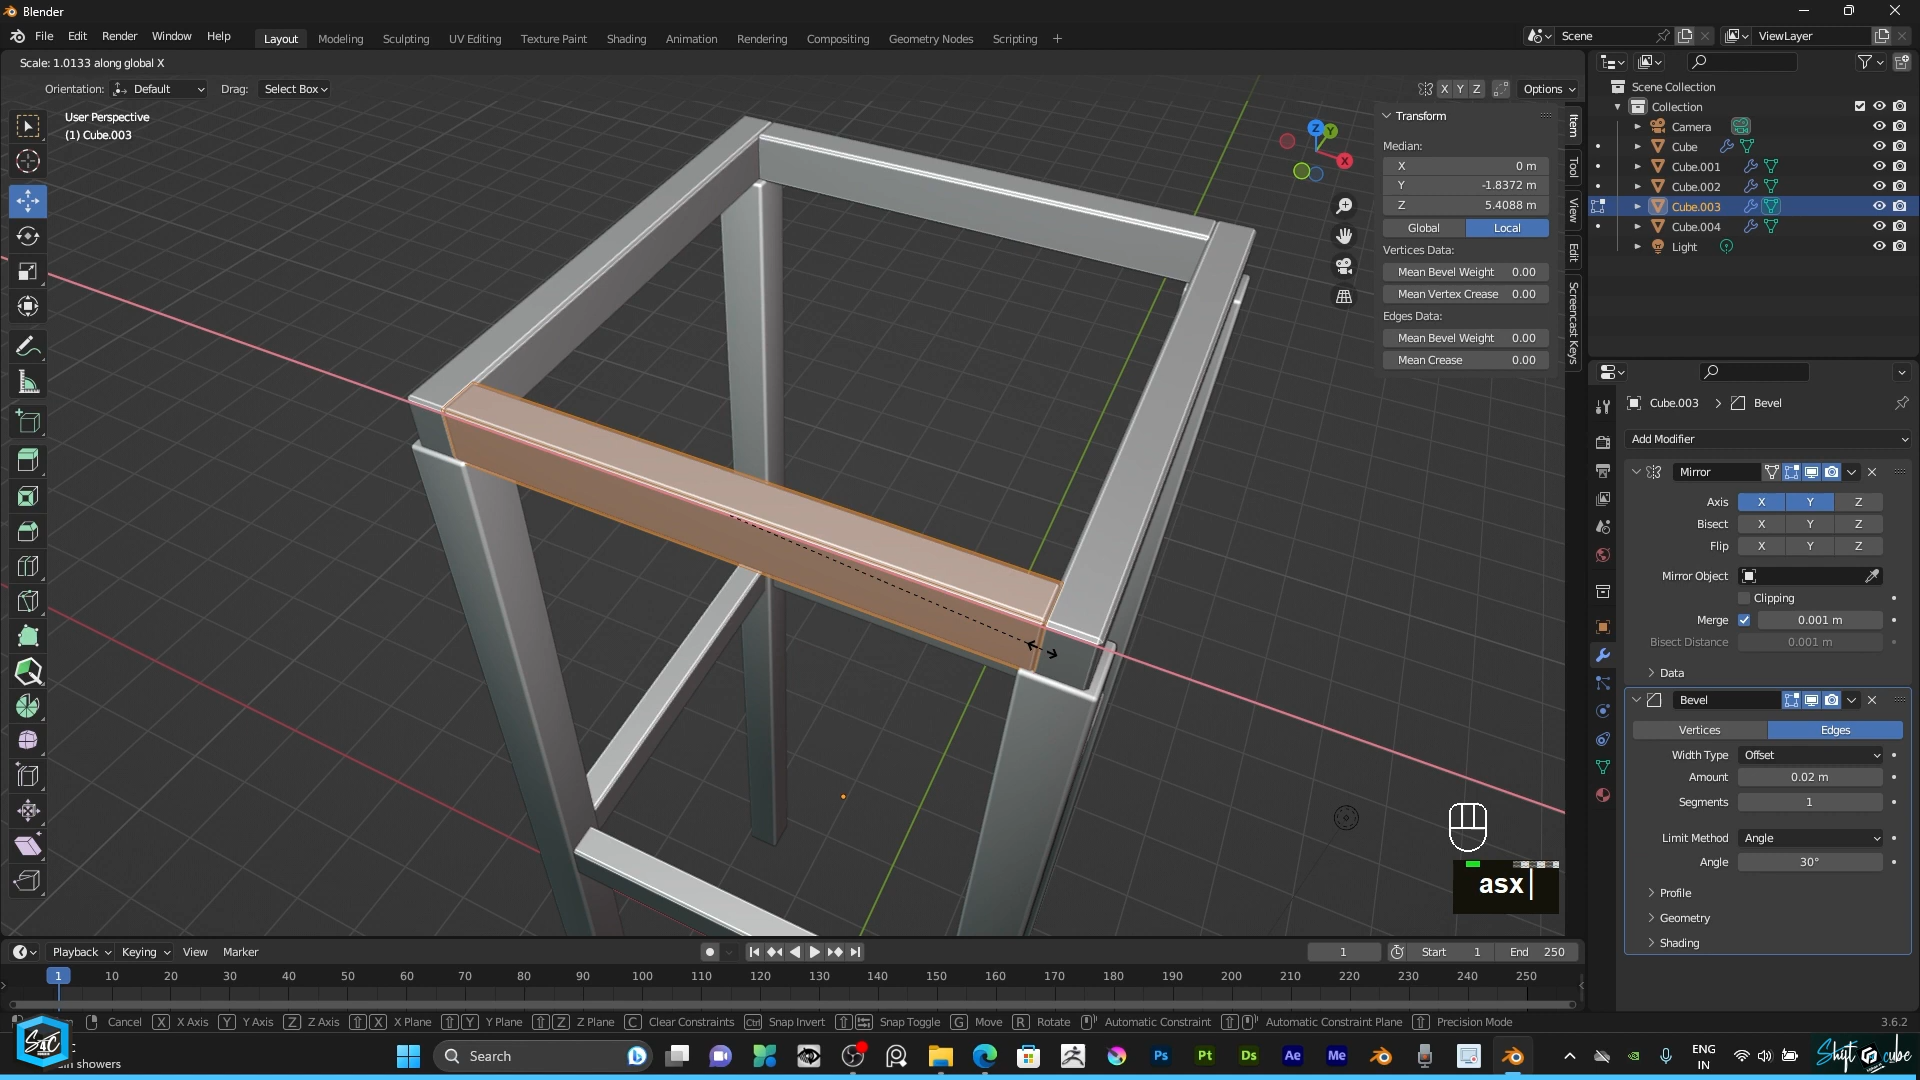 Blender
File Edit Render Window Help Layout Modeling Sculpting UV Editing Texture Paint Shading Animation Rendering Compositing Geometry Nodes Scripting
Scene
ViewLayer
Scale: 1.0133 along global X
Orientation: Default Drag: Select Box
X Y Z Options
User Perspective
(1) Cube.003
Z
Y
X
Transform
Median:
X 0 m
Y -1.8372 m
Z 5.4088 m
Global Local
Vertices Data:
Mean Bevel Weight 0.00
Mean Vertex Crease 0.00
Edges Data:
Mean Bevel Weight 0.00
Mean Crease 0.00
Item
Tool
View
Edit
Screencast Keys
Scene Collection
Collection
Camera
Cube
Cube.001
Cube.002
Cube.003
Cube.004
Light
Cube.003 > Bevel
Add Modifier
Mirror
Axis X Y Z
Bisect X Y Z
Flip X Y Z
Mirror Object
Clipping
Merge 0.001 m
Bisect Distance 0.001 m
Data
Bevel
Vertices Edges
Width Type Offset
Amount 0.02 m
Segments 1
Limit Method Angle
Angle 30°
Profile
Geometry
Shading
asx
Playback Keying View Marker
1 Start 1 End 250
1 10 20 30 40 50 60 70 80 90 100 110 120 130 140 150 160 170 180 190 200 210 220 230 240 250
Cancel X X Axis Y Y Axis Z Z Axis X X Plane Y Y Plane Z Z Plane C Clear Constraints Ctrl Snap Invert Snap Toggle G Move R Rotate Automatic Constraint Automatic Constraint Plane Precision Mode
3.6.2
Search
Ps Pt Ds Ae Me
ENG
IN
showers